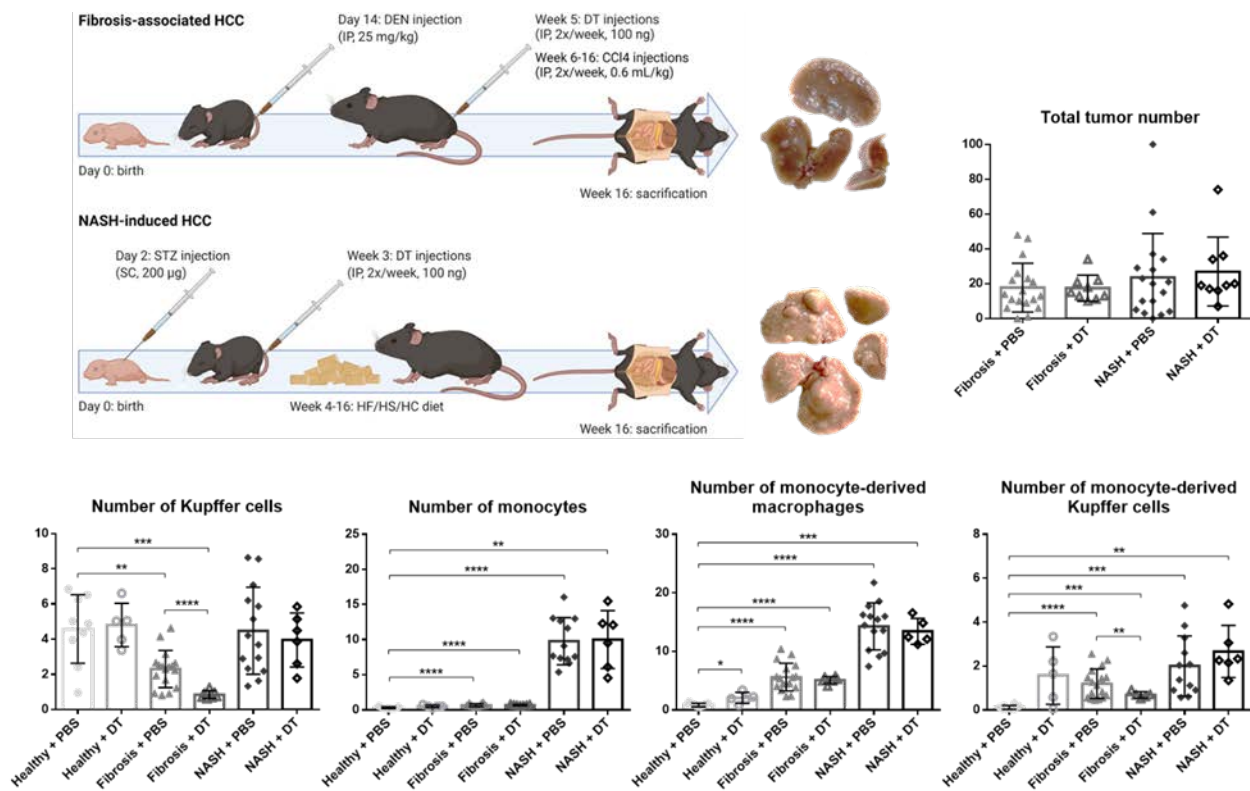 Fibrosis-associated HCC
Day 14: DEN injection
(IP, 25 mg/kg)
Week 5: DT injections
(IP, 2x/week, 100 ng)
Week 6-16: CCl4 injections
(IP, 2x/week, 0.6 mL/kg)
Day 0: birth
Week 16: sacrification
NASH-induced HCC
Day 2: STZ injection
(SC, 200 µg)
Week 3: DT injections
(IP, 2x/week, 100 ng)
Day 0: birth
Week 4-16: HF/HS/HC diet
Week 16: sacrification
Total tumor number
100
80
60
40
20
0
Fibrosis + PBS
Fibrosis + DT
NASH + PBS
NASH + DT
Number of Kupffer cells
10
8
6
4
2
0
***
**
****
Healthy + PBS
Healthy + DT
Fibrosis + PBS
Fibrosis + DT
NASH + PBS
NASH + DT
Number of monocytes
25
20
15
10
5
0
**
****
****
****
Healthy + PBS
Healthy + DT
Fibrosis + PBS
Fibrosis + DT
NASH + PBS
NASH + DT
Number of monocyte-derived
macrophages
30
20
10
0
***
****
****
****
*
Healthy + PBS
Healthy + DT
Fibrosis + PBS
Fibrosis + DT
NASH + PBS
NASH + DT
Number of monocyte-derived
Kupffer cells
8
6
4
2
0
**
***
***
****
**
Healthy + PBS
Healthy + DT
Fibrosis + PBS
Fibrosis + DT
NASH + PBS
NASH + DT